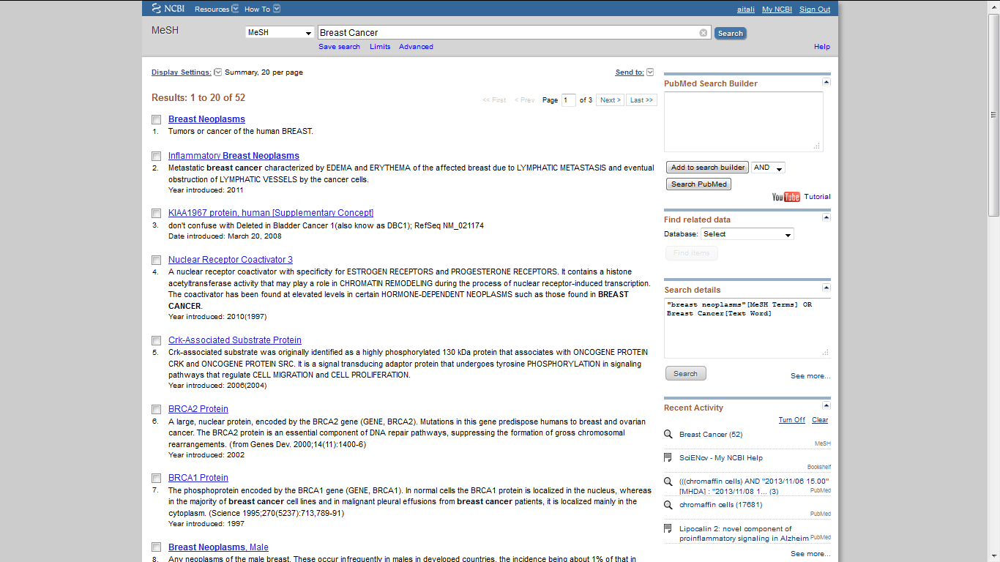 NCBI Resources How To aitali My NCBI Sign Out
MeSH MeSH Breast Cancer Search
Save search Limits Advanced Help
Display Settings: Summary, 20 per page Send to:
Results: 1 to 20 of 52 << First < Prev Page 1 of 3 Next > Last >>
Breast Neoplasms
1. Tumors or cancer of the human BREAST.
Inflammatory Breast Neoplasms
2. Metastatic breast cancer characterized by EDEMA and ERYTHEMA of the affected breast due to LYMPHATIC METASTASIS and eventual
obstruction of LYMPHATIC VESSELS by the cancer cells.
Year introduced: 2011
KIAA1967 protein, human [Supplementary Concept]
3. don't confuse with Deleted in Bladder Cancer 1(also know as DBC1); RefSeq NM_021174
Date introduced: March 20, 2008
Nuclear Receptor Coactivator 3
4. A nuclear receptor coactivator with specificity for ESTROGEN RECEPTORS and PROGESTERONE RECEPTORS. It contains a histone
acetyltransferase activity that may play a role in CHROMATIN REMODELING during the process of nuclear receptor-induced transcription.
The coactivator has been found at elevated levels in certain HORMONE-DEPENDENT NEOPLASMS such as those found in BREAST
CANCER.
Year introduced: 2010(1997)
Crk-Associated Substrate Protein
5. Crk-associated substrate was originally identified as a highly phosphorylated 130 kDa protein that associates with ONCOGENE PROTEIN
CRK and ONCOGENE PROTEIN SRC. It is a signal transducing adaptor protein that undergoes tyrosine PHOSPHORYLATION in signaling
pathways that regulate CELL MIGRATION and CELL PROLIFERATION.
Year introduced: 2006(2004)
BRCA2 Protein
6. A large, nuclear protein, encoded by the BRCA2 gene (GENE, BRCA2). Mutations in this gene predispose humans to breast and ovarian
cancer. The BRCA2 protein is an essential component of DNA repair pathways, suppressing the formation of gross chromosomal
rearrangements. (from Genes Dev. 2000;14(11):1400-6)
Year introduced: 2002
BRCA1 Protein
7. The phosphoprotein encoded by the BRCA1 gene (GENE, BRCA1). In normal cells the BRCA1 protein is localized in the nucleus, whereas
in the majority of breast cancer cell lines and in malignant pleural effusions from breast cancer patients, it is localized mainly in the
cytoplasm. (Science 1995;270(5237):713,789-91)
Year introduced: 1997
Breast Neoplasms, Male
8. Any neoplasms of the male breast. These occur infrequently in males in developed countries, the incidence being about 1% of that in
PubMed Search Builder
Add to search builder AND
Search PubMed
YouTube Tutorial
Find related data
Database: Select
Find items
Search details
"breast neoplasms"[MeSH Terms] OR
Breast Cancer[Text Word]
Search
See more...
Recent Activity
Turn Off Clear
Breast Cancer (52)
MeSH
SciENcv - My NCBI Help
Bookshelf
(((chromaffin cells) AND "2013/11/06 15.00"
[MHDA] : "2013/11/08 1... (3) PubMed
chromaffin cells (17681)
PubMed
Lipocalin 2: novel component of
proinflammatory signaling in Alzheim PubMed
See more...